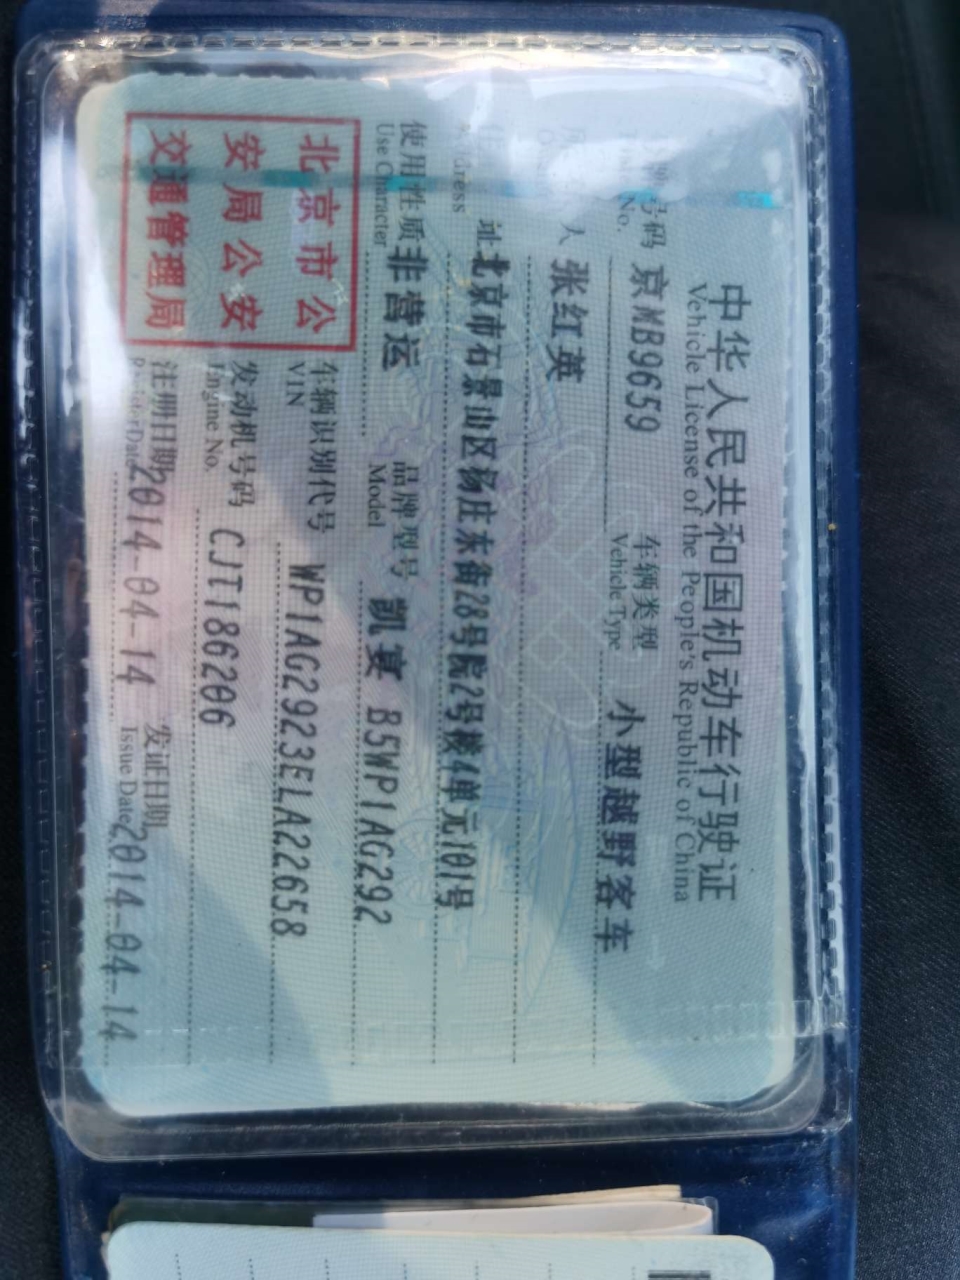 中华人民共和国机动车行驶证
Vehicle License of the People's Republic of China
号码 京MB9659 车辆类型 小型越野客车
No. Vehicle Type
人 张红英
址 北京市石景山区杨庄东街28号院2号楼4单元101号
Address
使用性质 非营运 品牌型号 凯宴 B5WP1AG292
Use Character Model
北京市公
安局公安
交通管理局
车辆识别代号 WP1AG2923ELA22658
VIN
发动机号码 CJT186206
Engine No.
注册日期 2014-04-14 发证日期 2014-04-14
Register Date Issue Date